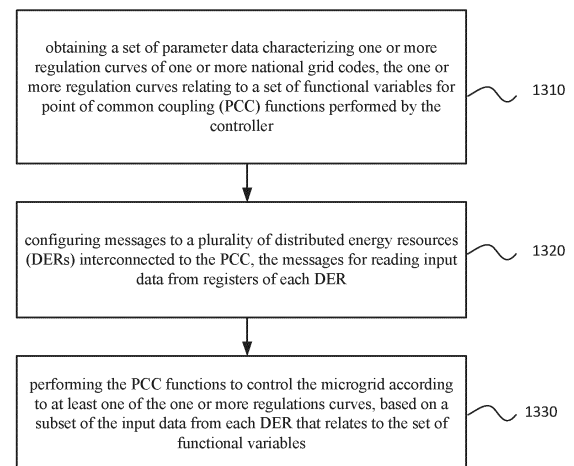 obtaining a set of parameter data characterizing one or more
regulation curves of one or more national grid codes, the one or
more regulation curves relating to a set of functional variables for
point of common coupling (PCC) functions performed by the
controller
1310
configuring messages to a plurality of distributed energy resources
(DERs) interconnected to the PCC, the messages for reading input
data from registers of each DER
1320
performing the PCC functions to control the microgrid according
to at least one of the one or more regulations curves, based on a
subset of the input data from each DER that relates to the set of
functional variables
1330